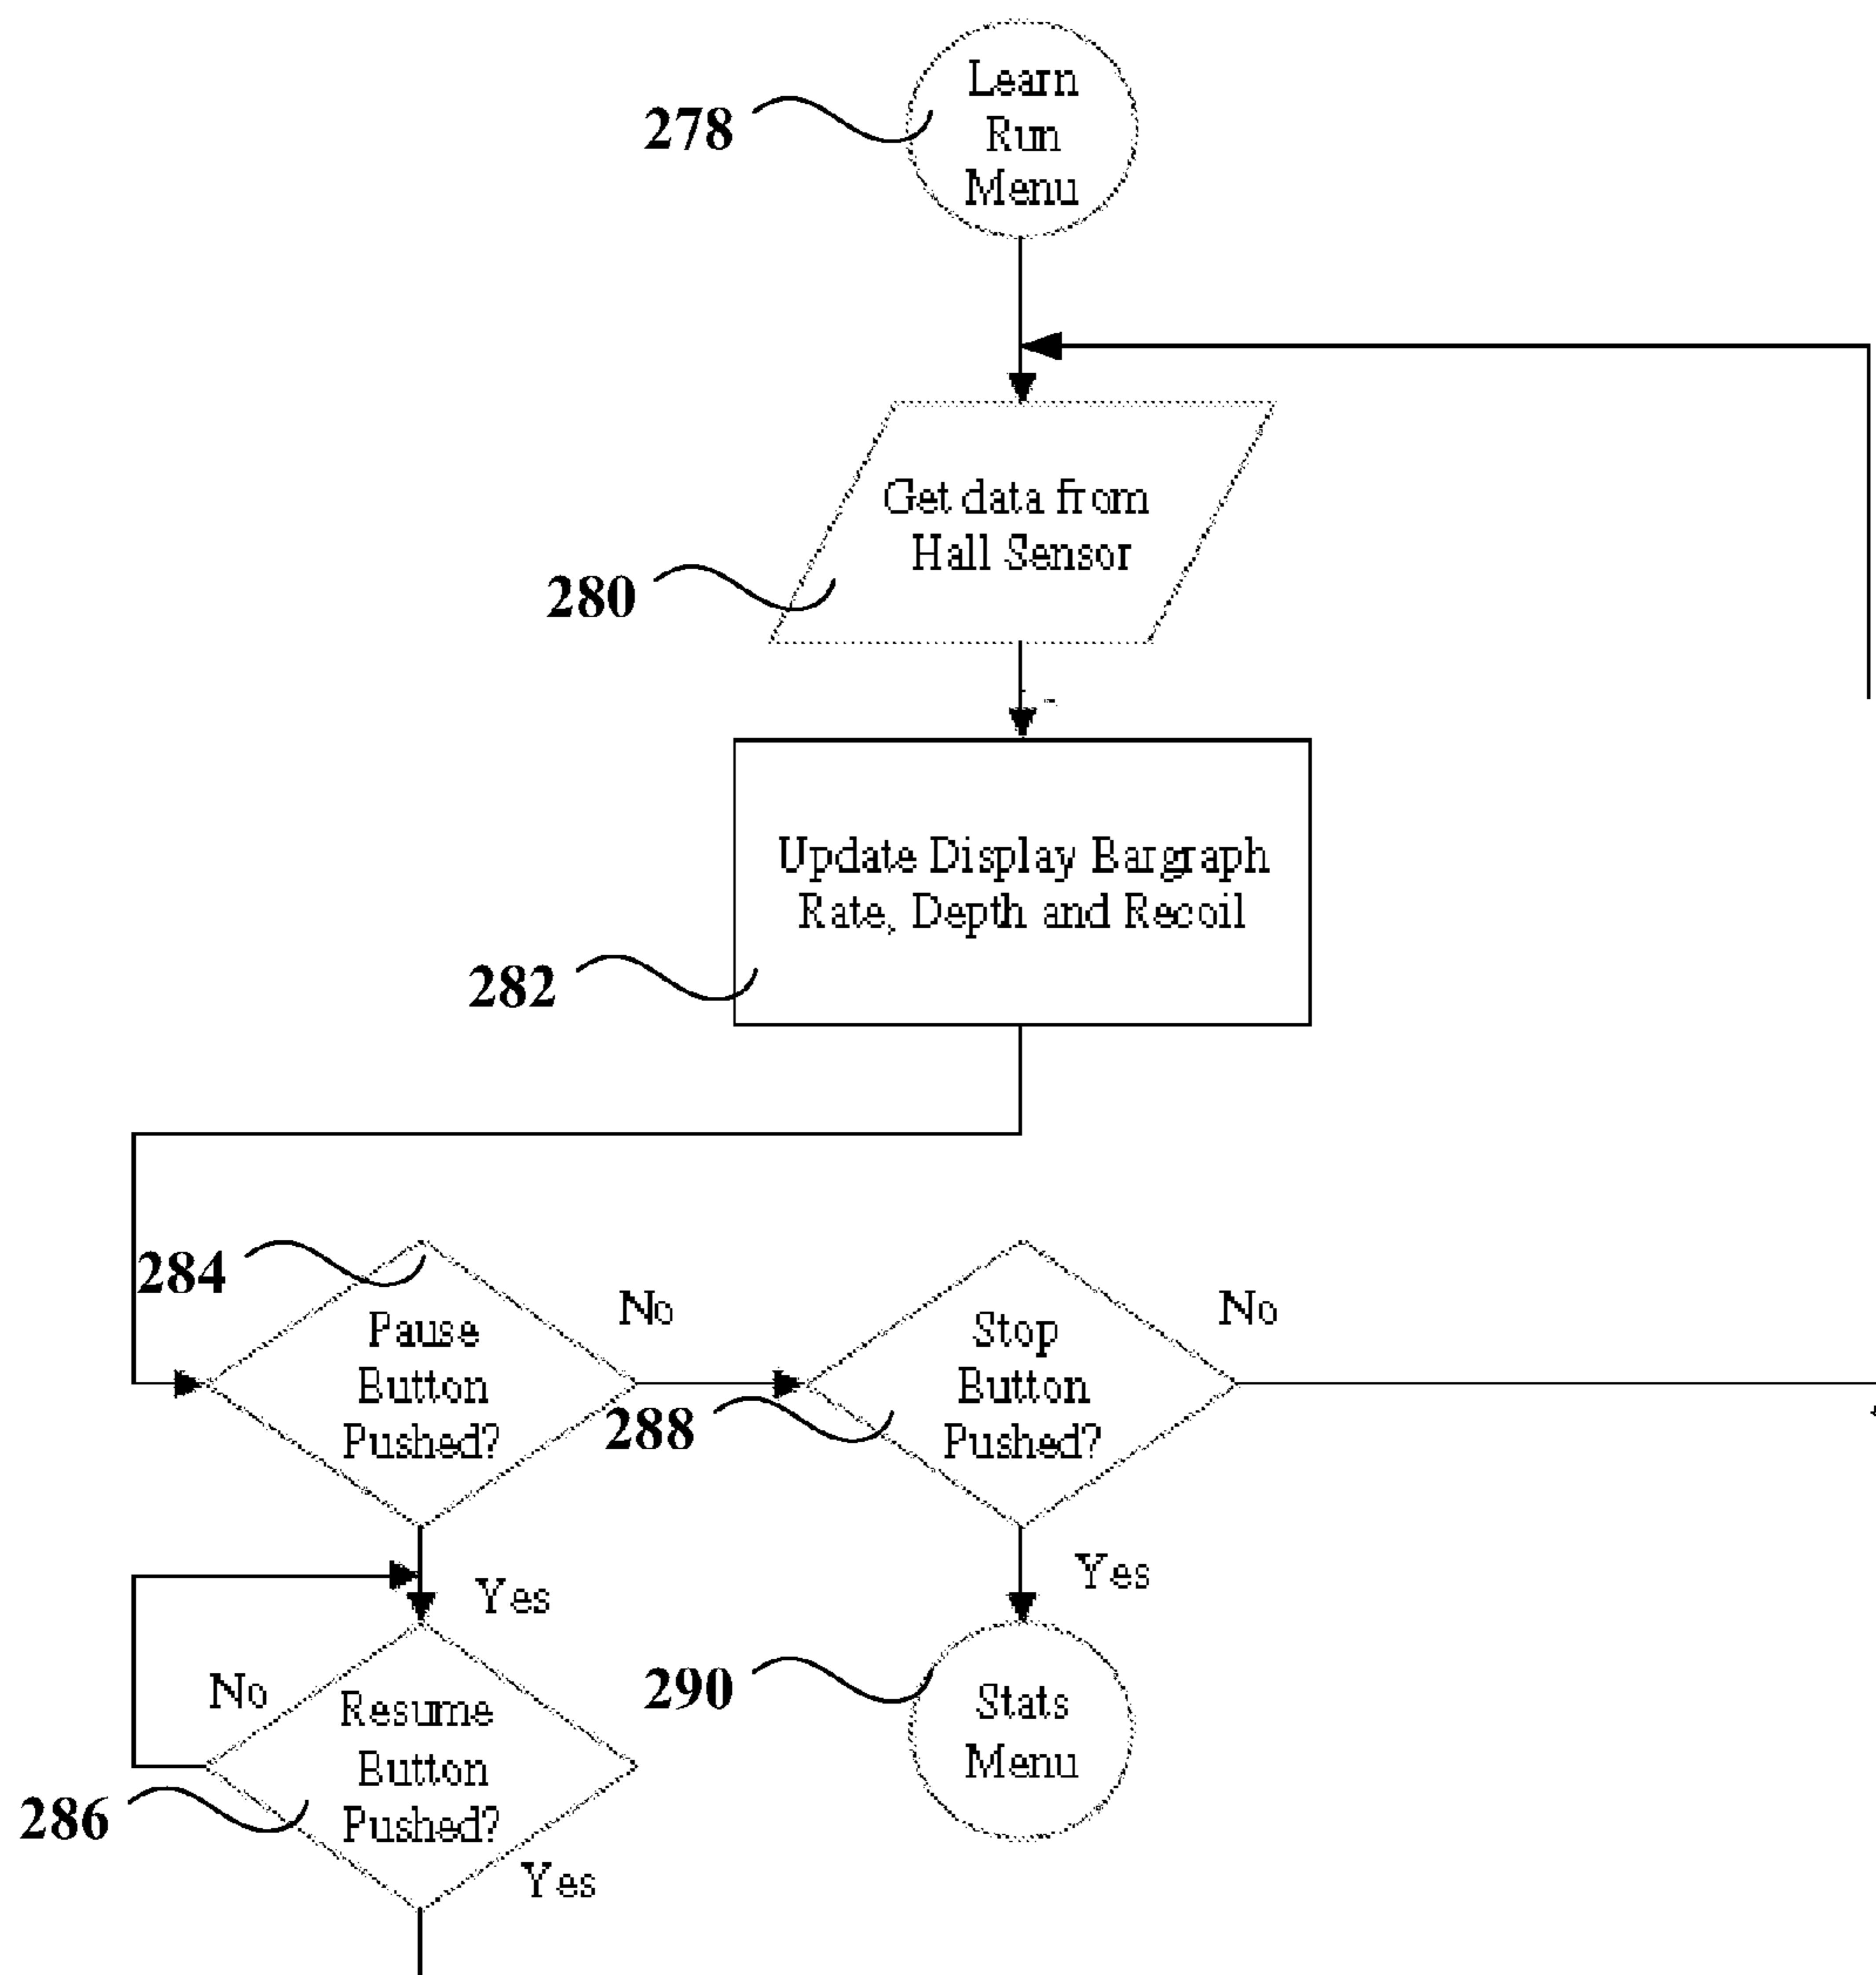 278
Learn
Run
Menu
Get data from
Hall Sensor
280
Update Display Bargraph
Rate, Depth and Recoil
282
284
Pause
Button
Pushed?
No
288
Stop
Button
Pushed?
No
Yes
Yes
No
Resume
Button
Pushed?
286
Yes
290
Stats
Menu